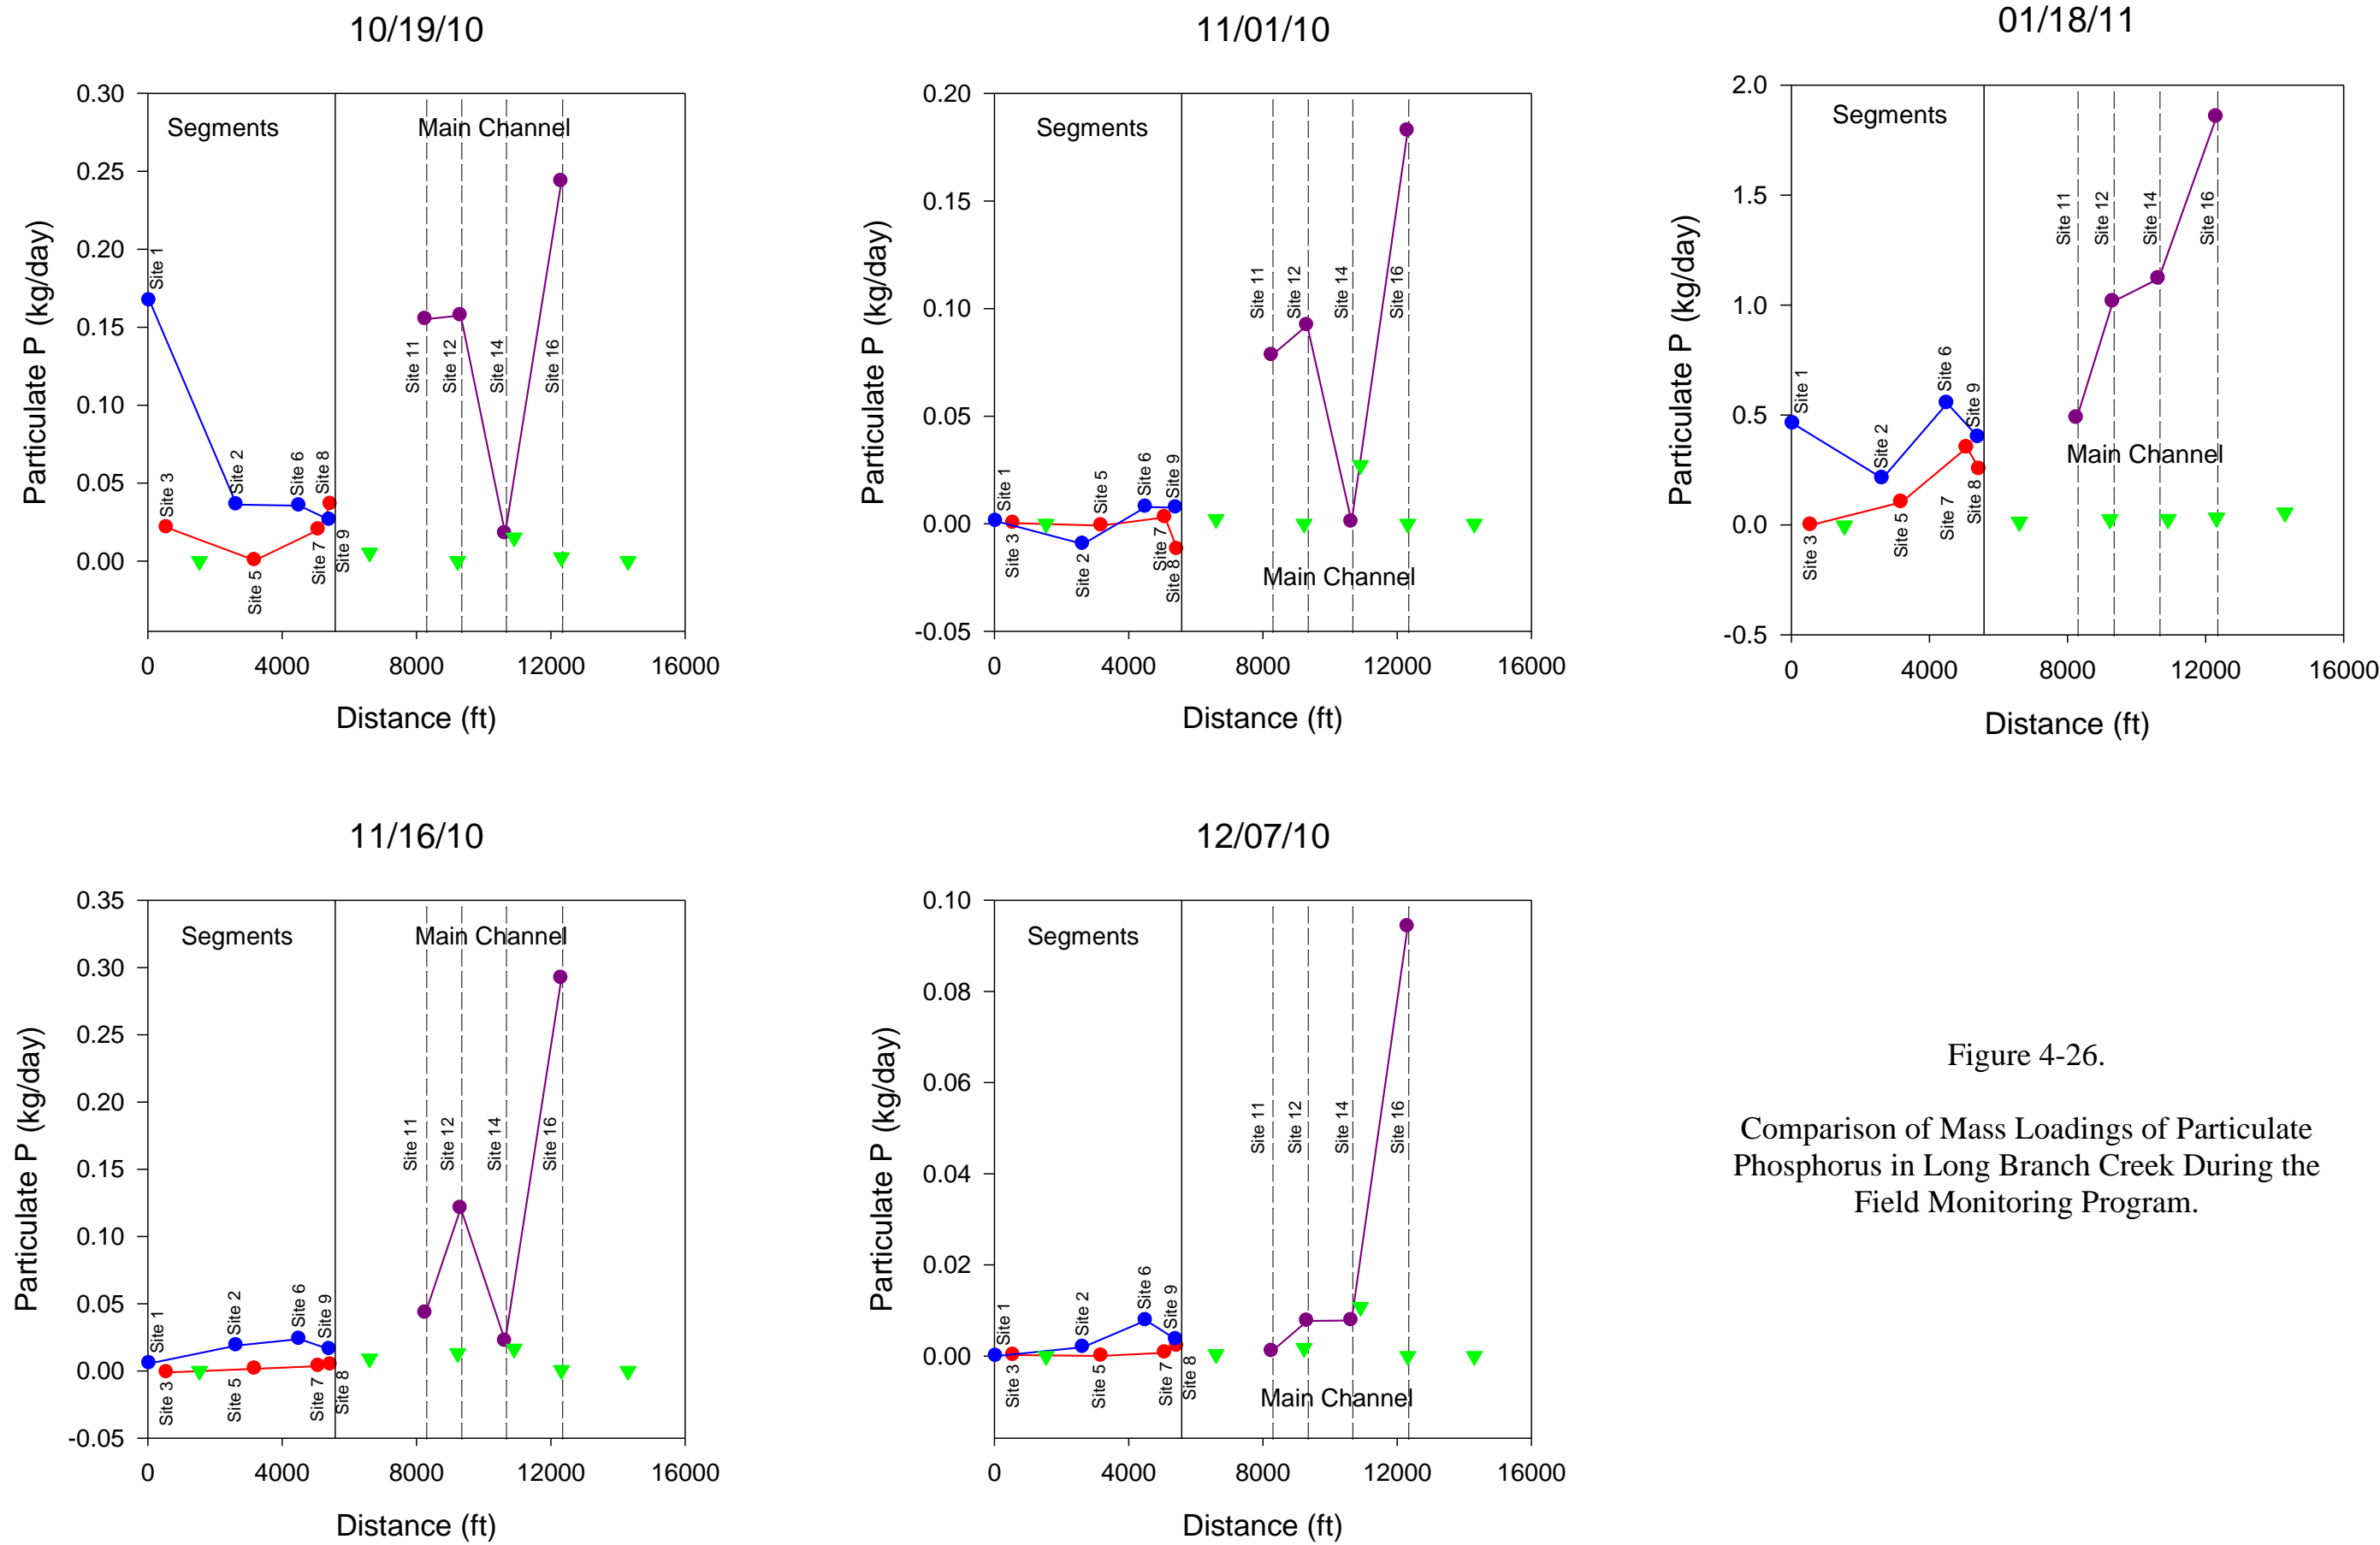 10/19/10
11/01/10
01/18/11
Particulate P (kg/day)
0.30
0.25
0.20
0.15
0.10
0.05
0.00
Segments
Main Channel
Site 1
Site 3
Site 2
Site 5
Site 6
Site 7
Site 8
Site 9
Site 11
Site 12
Site 14
Site 16
0
4000
8000
12000
16000
Distance (ft)
Particulate P (kg/day)
0.20
0.15
0.10
0.05
0.00
-0.05
Segments
Main Channel
Site 1
Site 3
Site 2
Site 5
Site 6
Site 7
Site 9
Site 8
Site 11
Site 12
Site 14
Site 16
0
4000
8000
12000
16000
Distance (ft)
Particulate P (kg/day)
2.0
1.5
1.0
0.5
0.0
-0.5
Segments
Main Channel
Site 1
Site 3
Site 2
Site 5
Site 6
Site 7
Site 9
Site 8
Site 11
Site 12
Site 14
Site 16
0
4000
8000
12000
16000
Distance (ft)
11/16/10
12/07/10
Particulate P (kg/day)
0.35
0.30
0.25
0.20
0.15
0.10
0.05
0.00
-0.05
Segments
Main Channel
Site 1
Site 3
Site 2
Site 5
Site 6
Site 7
Site 9
Site 8
Site 11
Site 12
Site 14
Site 16
0
4000
8000
12000
16000
Distance (ft)
Particulate P (kg/day)
0.10
0.08
0.06
0.04
0.02
0.00
Segments
Main Channel
Site 1
Site 3
Site 2
Site 5
Site 6
Site 7
Site 9
Site 8
Site 11
Site 12
Site 14
Site 16
0
4000
8000
12000
16000
Distance (ft)
Figure 4-26.
Comparison of Mass Loadings of Particulate
Phosphorus in Long Branch Creek During the
Field Monitoring Program.